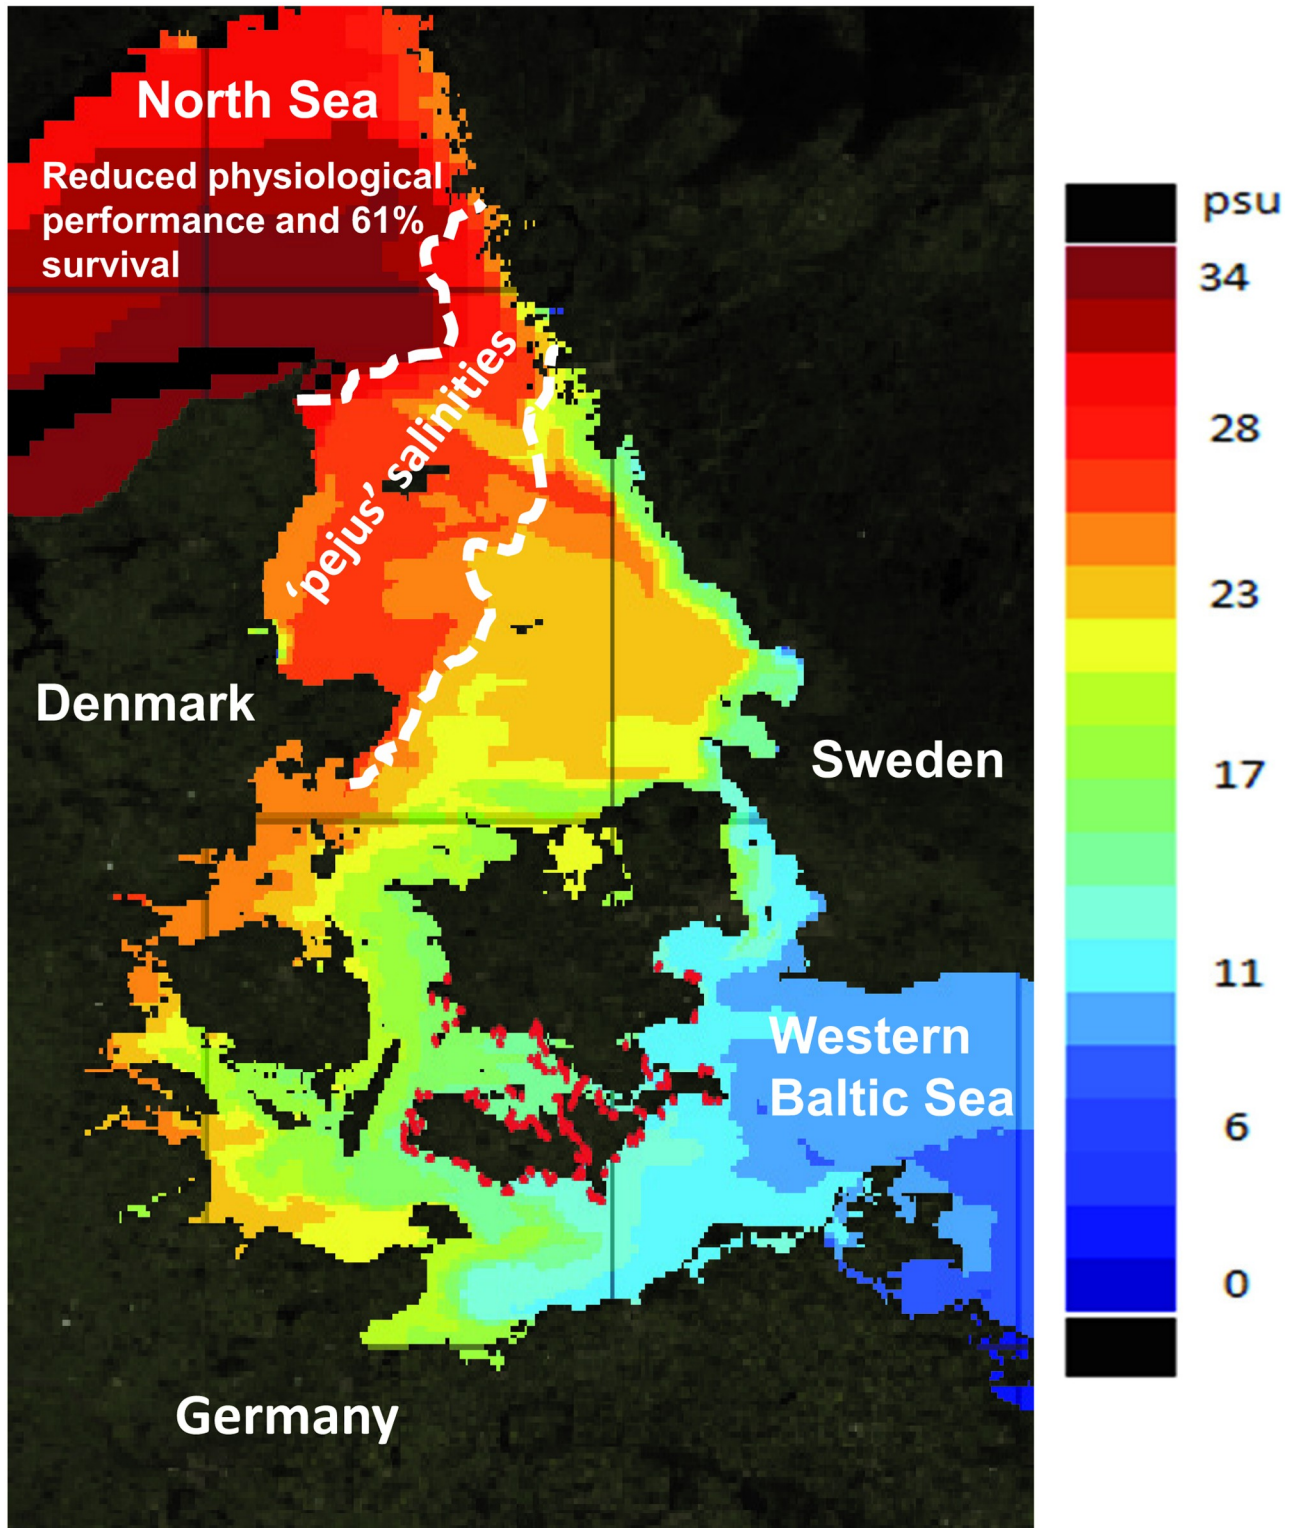 North Sea
Reduced physiological
performance and 61%
survival
‘pejus’ salinities
Denmark
Sweden
Western
Baltic Sea
Germany
psu
34
28
23
17
11
6
0